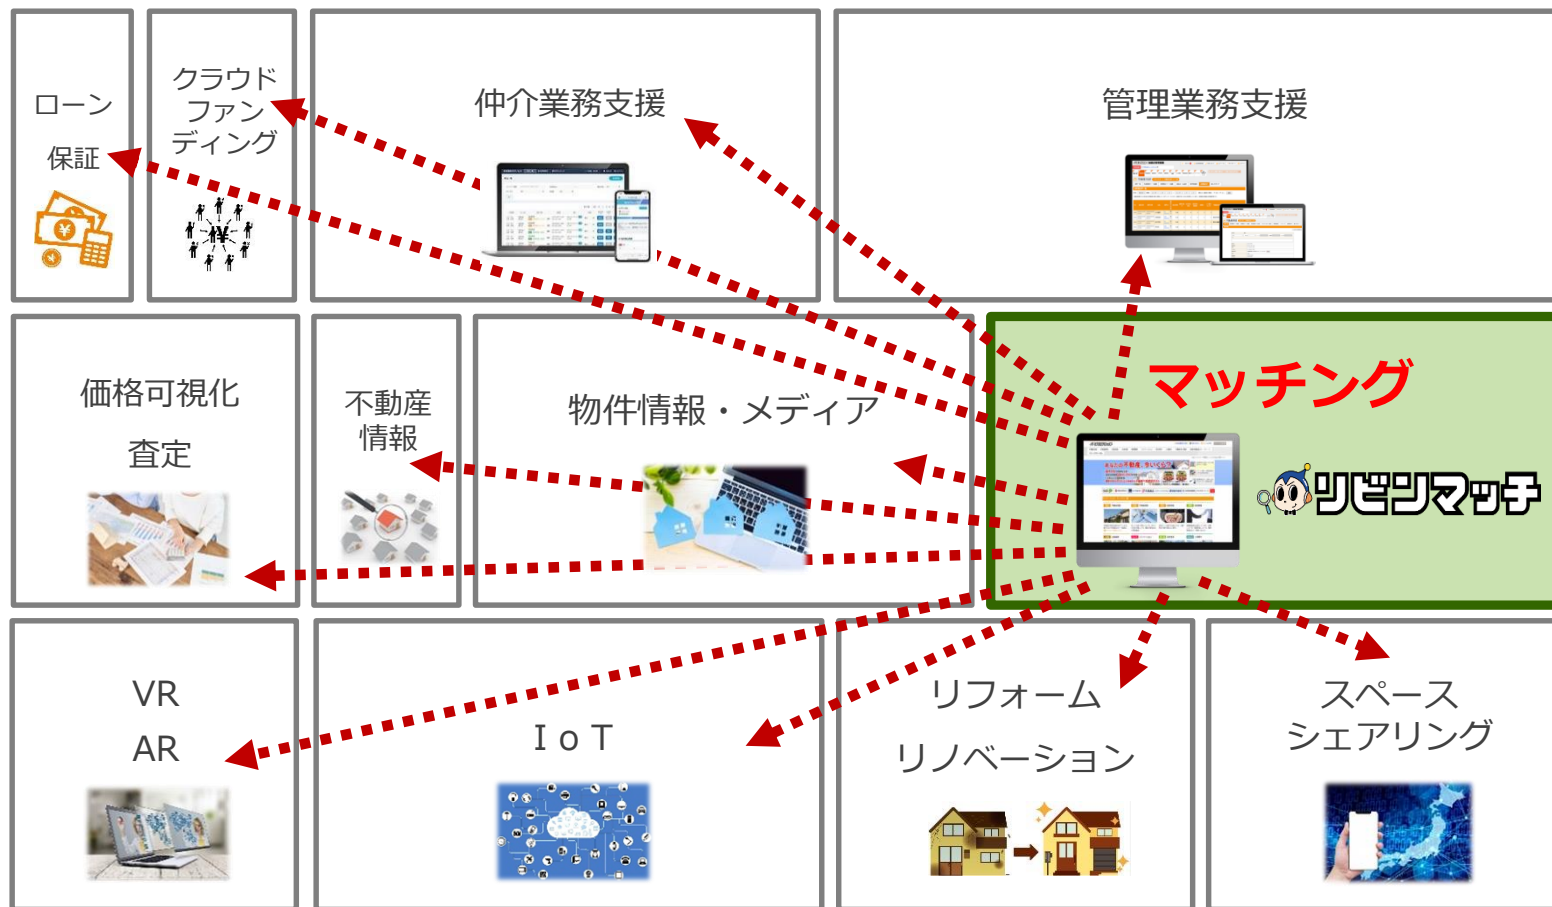 ローン
保証
クラウド
ファン
ディング
仲介業務支援
管理業務支援
価格可視化
査定
不動産
情報
物件情報・メディア
マッチング
リビンマッチ
VR
AR
ＩｏＴ
リフォーム
リノベーション
スペース
シェアリング